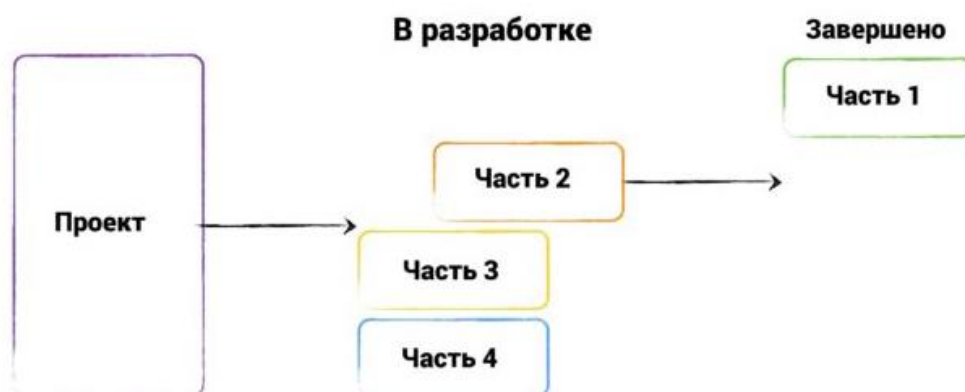 В разработке
Завершено
Часть 1
Часть 2
Проект
Часть 3
Часть 4